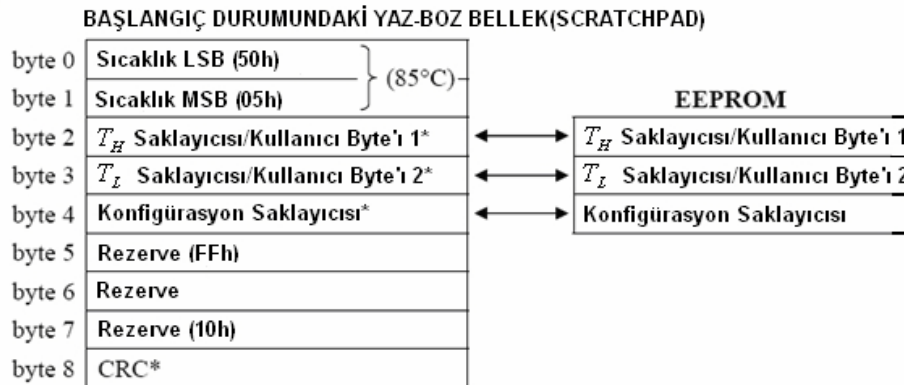 BAŞLANGIÇ DURUMUNDAKİ YAZ-BOZ BELLEK(SCRATCHPAD)
byte 0 Sıcaklık LSB (50h)
(85°C)
byte 1 Sıcaklık MSB (05h)
EEPROM
byte 2 T_H Saklayıcısı/Kullanıcı Byte'ı 1* T_H Saklayıcısı/Kullanıcı Byte'ı 1
byte 3 T_L Saklayıcısı/Kullanıcı Byte'ı 2* T_L Saklayıcısı/Kullanıcı Byte'ı 2
byte 4 Konfigürasyon Saklayıcısı* Konfigürasyon Saklayıcısı
byte 5 Rezerve (FFh)
byte 6 Rezerve
byte 7 Rezerve (10h)
byte 8 CRC*